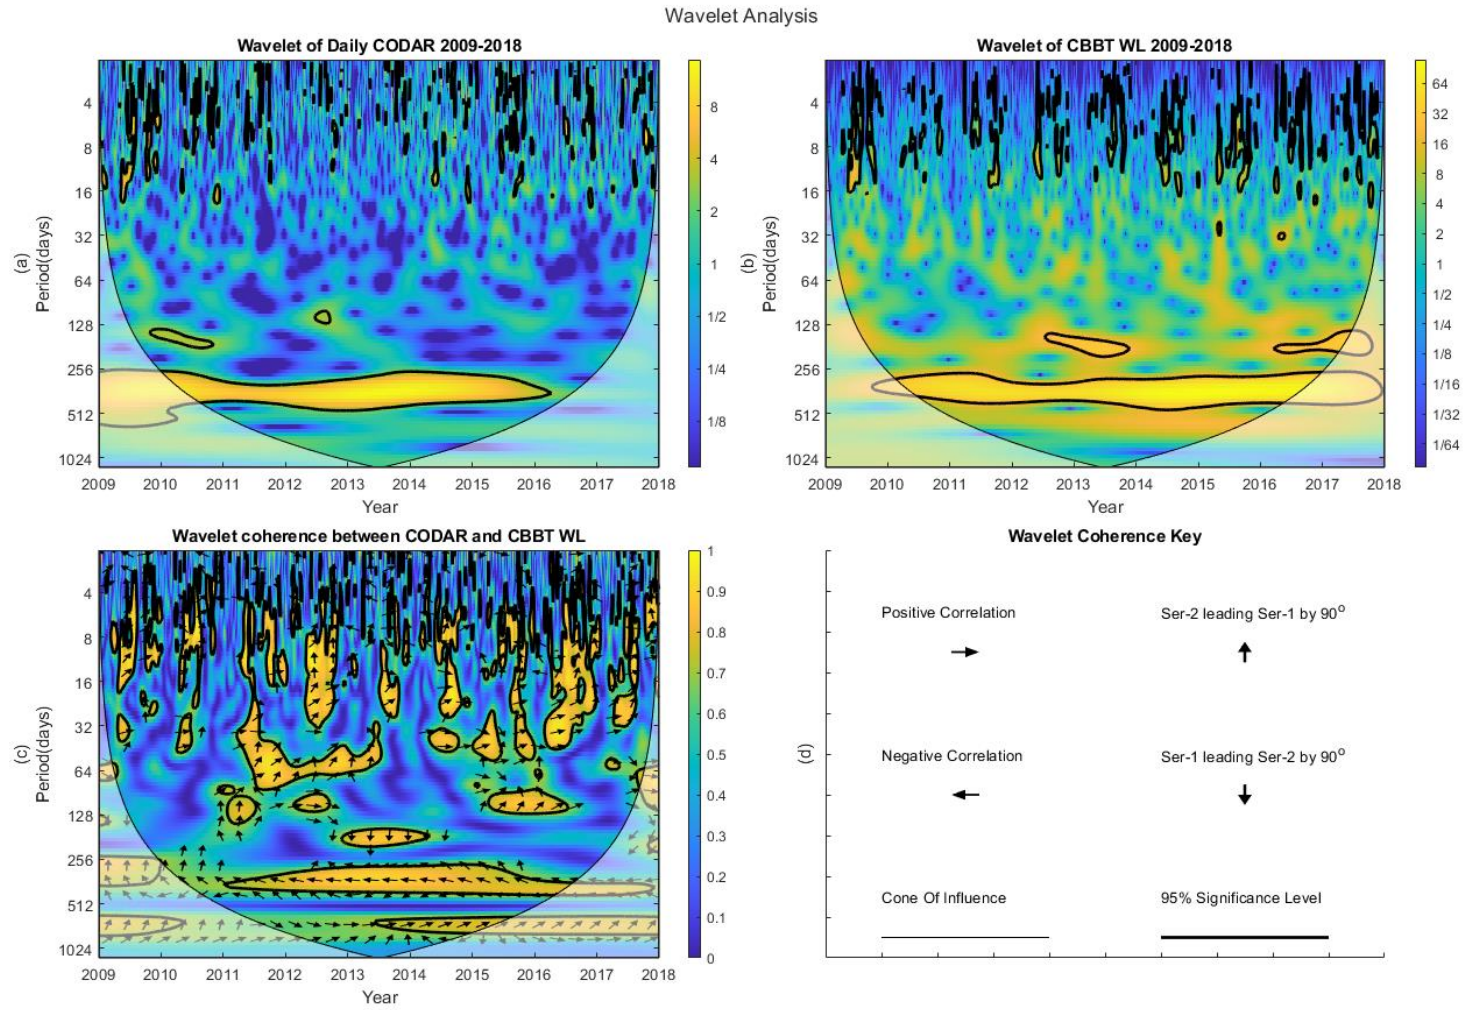 Wavelet Analysis
Wavelet of Daily CODAR 2009-2018
(a)
Period(days)
4
8
16
32
64
128
256
512
1024
2009 2010 2011 2012 2013 2014 2015 2016 2017 2018
Year
8
4
2
1
1/2
1/4
1/8
Wavelet of CBBT WL 2009-2018
(b)
Period(days)
4
8
16
32
64
128
256
512
1024
2009 2010 2011 2012 2013 2014 2015 2016 2017 2018
Year
64
32
16
8
4
2
1
1/2
1/4
1/8
1/16
1/32
1/64
Wavelet coherence between CODAR and CBBT WL
(c)
Period(days)
4
8
16
32
64
128
256
512
1024
2009 2010 2011 2012 2013 2014 2015 2016 2017 2018
Year
1
0.9
0.8
0.7
0.6
0.5
0.4
0.3
0.2
0.1
0
Wavelet Coherence Key
(d)
Positive Correlation
Ser-2 leading Ser-1 by 90°
Negative Correlation
Ser-1 leading Ser-2 by 90°
Cone Of Influence
95% Significance Level